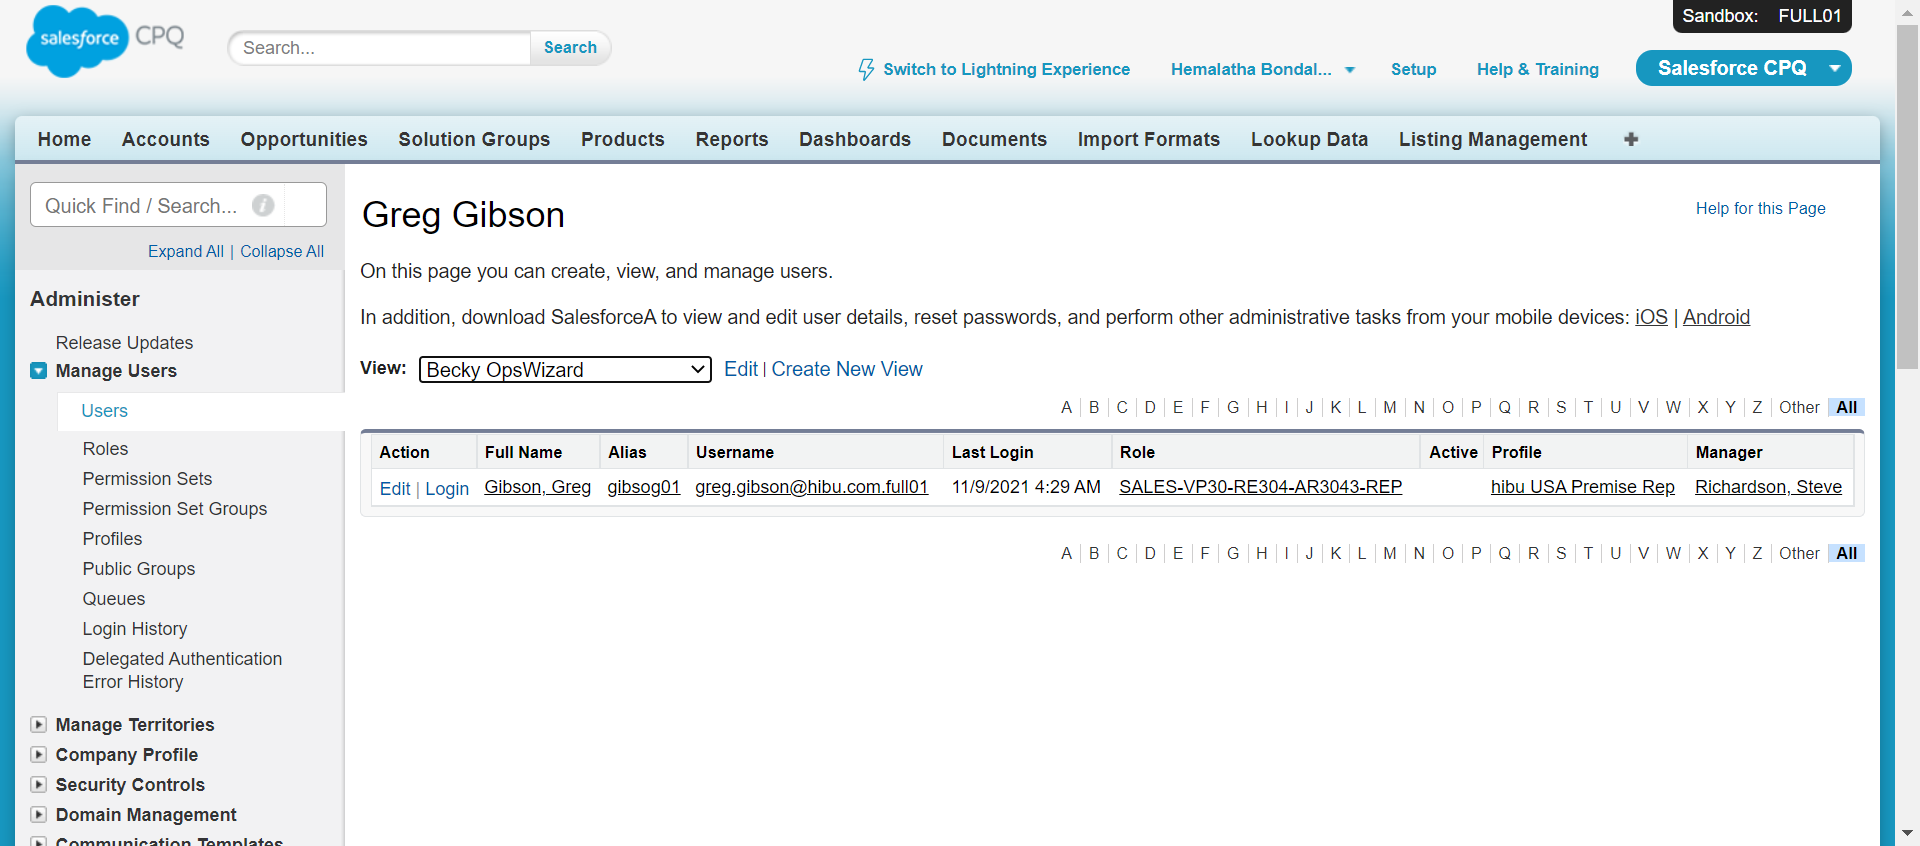 Sandbox: FULL01
salesforce CPQ
Search...
Search
Switch to Lightning Experience
Hemalatha Bondal...
Setup
Help & Training
Salesforce CPQ
Home Accounts Opportunities Solution Groups Products Reports Dashboards Documents Import Formats Lookup Data Listing Management
Quick Find / Search...
Expand All | Collapse All
Administer
Release Updates
Manage Users
Users
Roles
Permission Sets
Permission Set Groups
Profiles
Public Groups
Queues
Login History
Delegated Authentication
Error History
Manage Territories
Company Profile
Security Controls
Domain Management
Communication Templates
Greg Gibson
Help for this Page
On this page you can create, view, and manage users.
In addition, download SalesforceA to view and edit user details, reset passwords, and perform other administrative tasks from your mobile devices: iOS | Android
View: Becky OpsWizard Edit | Create New View
A B C D E F G H I J K L M N O P Q R S T U V W X Y Z Other All
Action Full Name Alias Username Last Login Role Active Profile Manager
Edit | Login Gibson, Greg gibsog01 greg.gibson@hibu.com.full01 11/9/2021 4:29 AM SALES-VP30-RE304-AR3043-REP hibu USA Premise Rep Richardson, Steve
A B C D E F G H I J K L M N O P Q R S T U V W X Y Z Other All